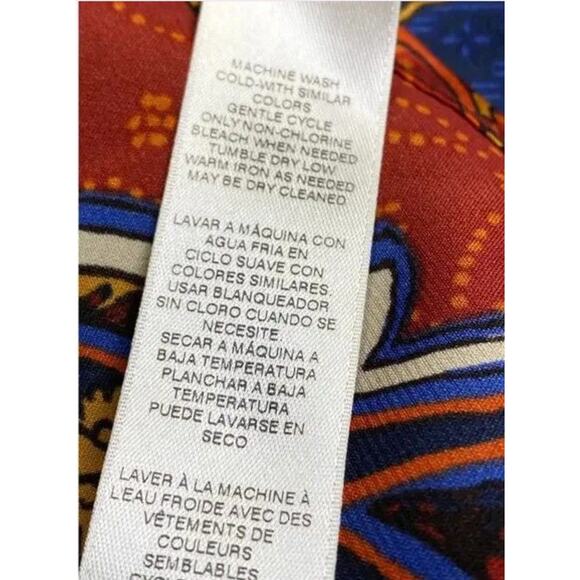 MACHINE WASH
COLD-WITH SIMILAR
COLORS
GENTLE CYCLE
ONLY NON-CHLORINE
BLEACH WHEN NEEDED
TUMBLE DRY LOW
WARM IRON AS NEEDED
MAY BE DRY CLEANED
LAVAR A MÁQUINA CON
AGUA FRIA EN
CICLO SUAVE CON
COLORES SIMILARES.
USAR BLANQUEADOR
SIN CLORO CUANDO SE
NECESITE.
SECAR A MÁQUINA A
BAJA TEMPERATURA
PLANCHAR A BAJA
TEMPERATURA
PUEDE LAVARSE EN
SECO
LAVER À LA MACHINE À
L'EAU FROIDE AVEC DES
VÊTEMENTS DE
COULEURS
SEMBLABLES